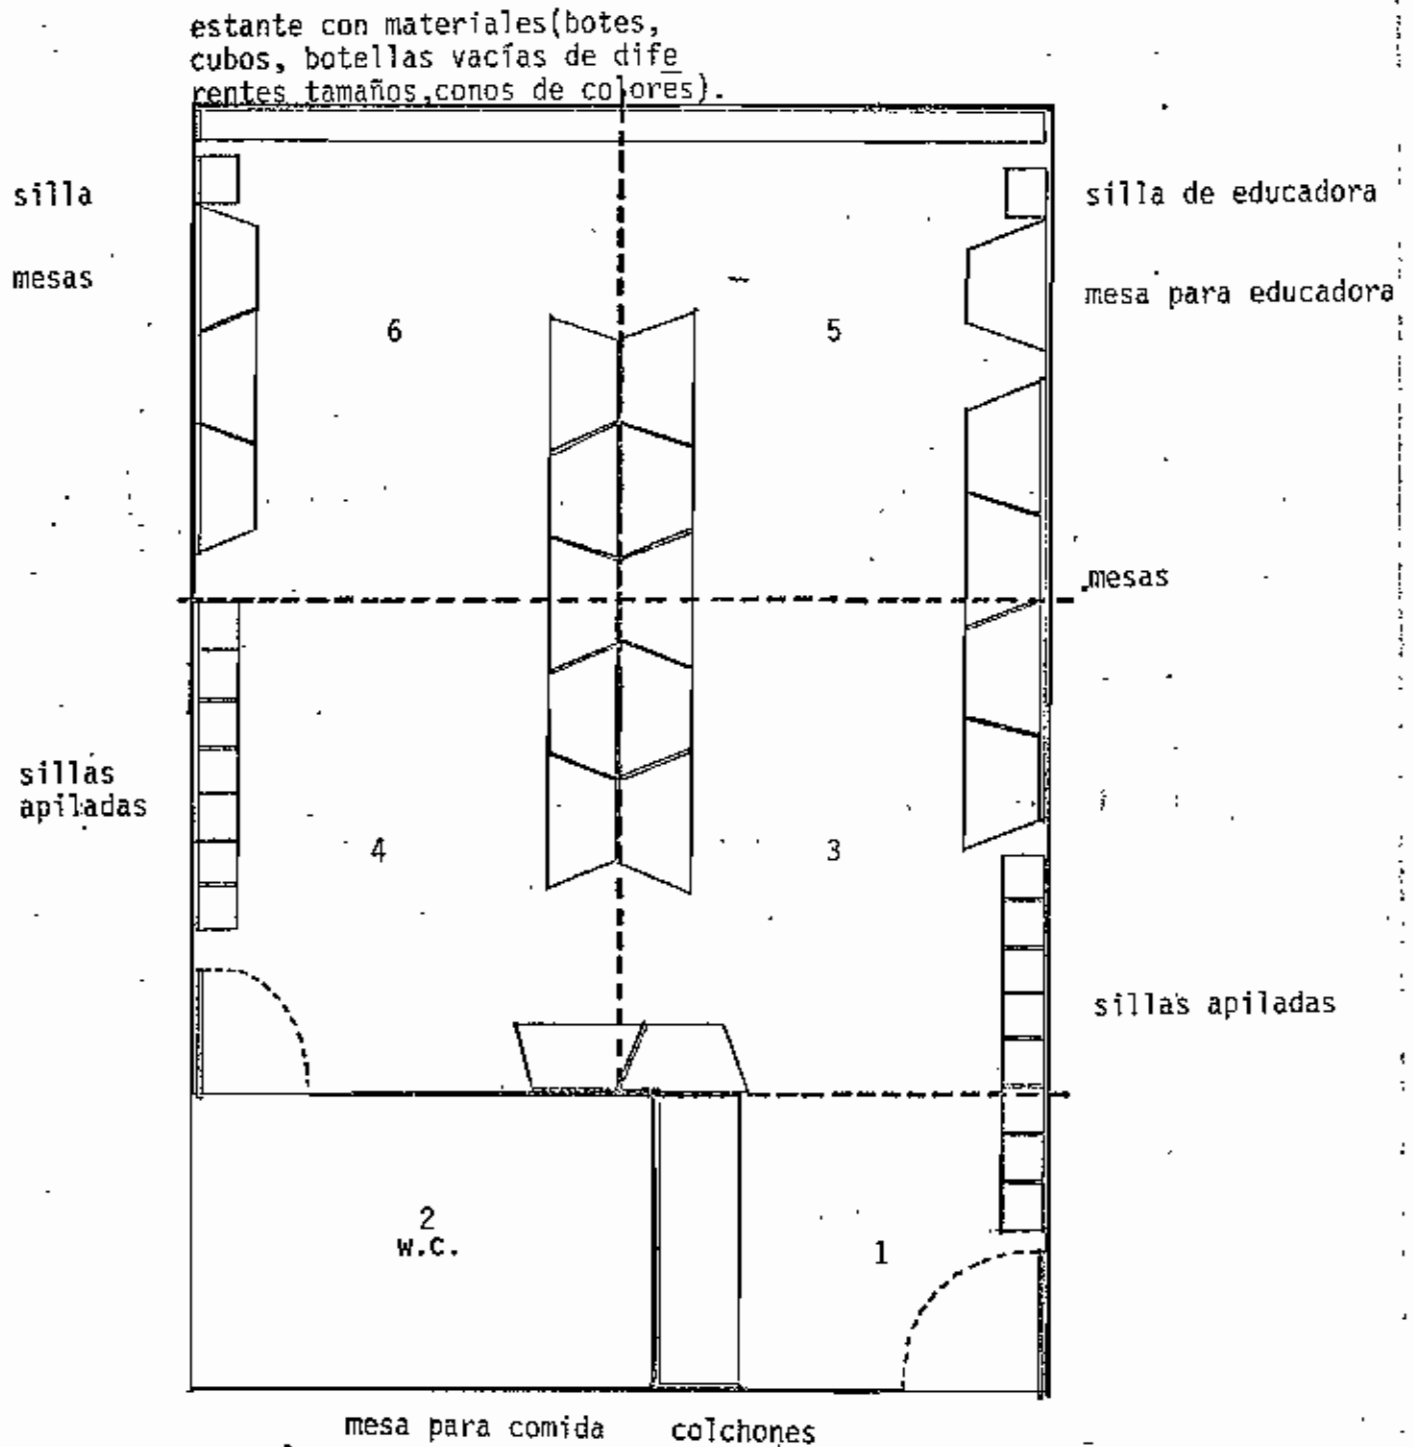 estante con materiales(botes,
cubos, botellas vacías de dife
rentes tamaños,conos de colores).
silla
silla de educadora
mesas
mesa para educadora
6
5
mesas
sillas
apiladas
4
3
sillas apiladas
2
w.c.
1
mesa para comida
colchones